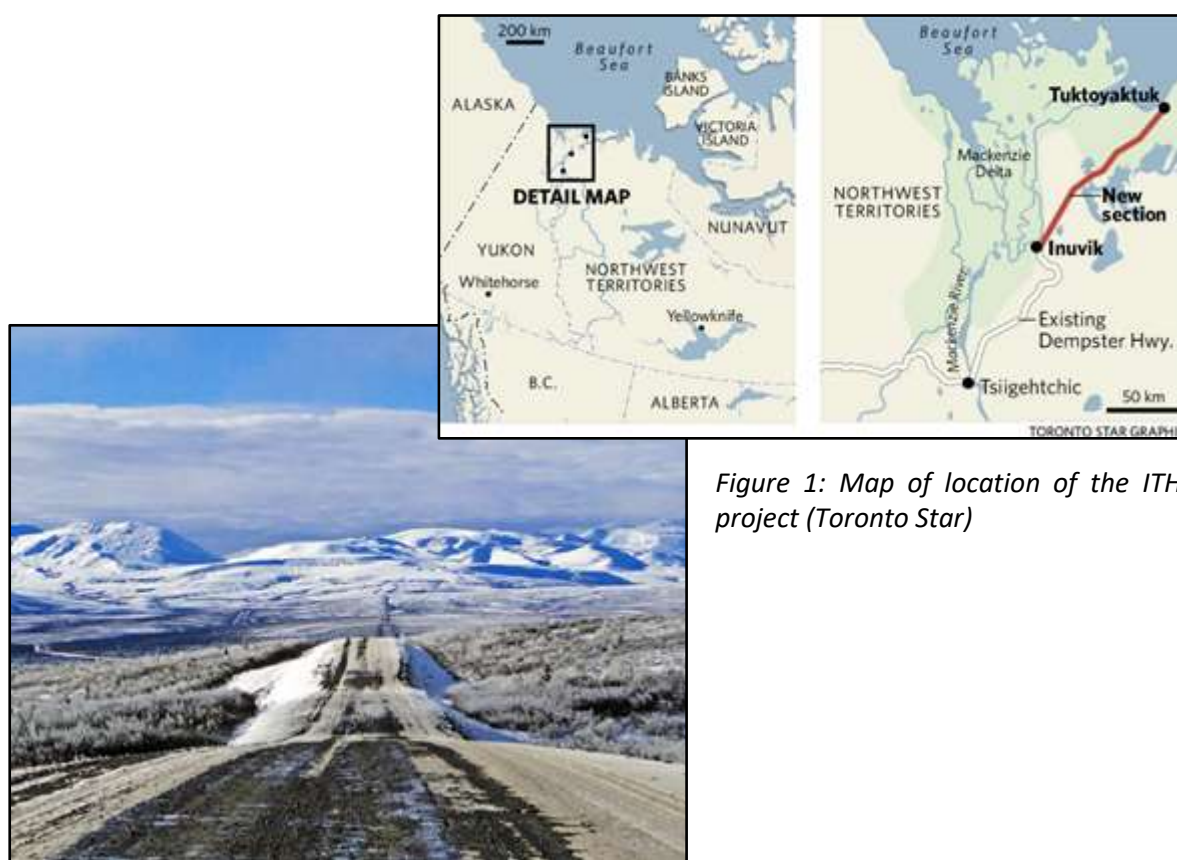 200 km
Beaufort
Sea
BANKS
ISLAND
ALASKA
VICTORIA
ISLAND
DETAIL MAP
NUNAVUT
YUKON
NORTHWEST
TERRITORIES
Whitehorse
Yellowknife
B.C.
ALBERTA
Beaufort
Sea
Tuktoyaktuk
Mackenzie
Delta
NORTHWEST
TERRITORIES
New
section
Inuvik
Mackenzie River
Existing
Dempster Hwy.
Tsiigehtchic
50 km
TORONTO STAR GRAPHI
Figure 1: Map of location of the ITH
project (Toronto Star)